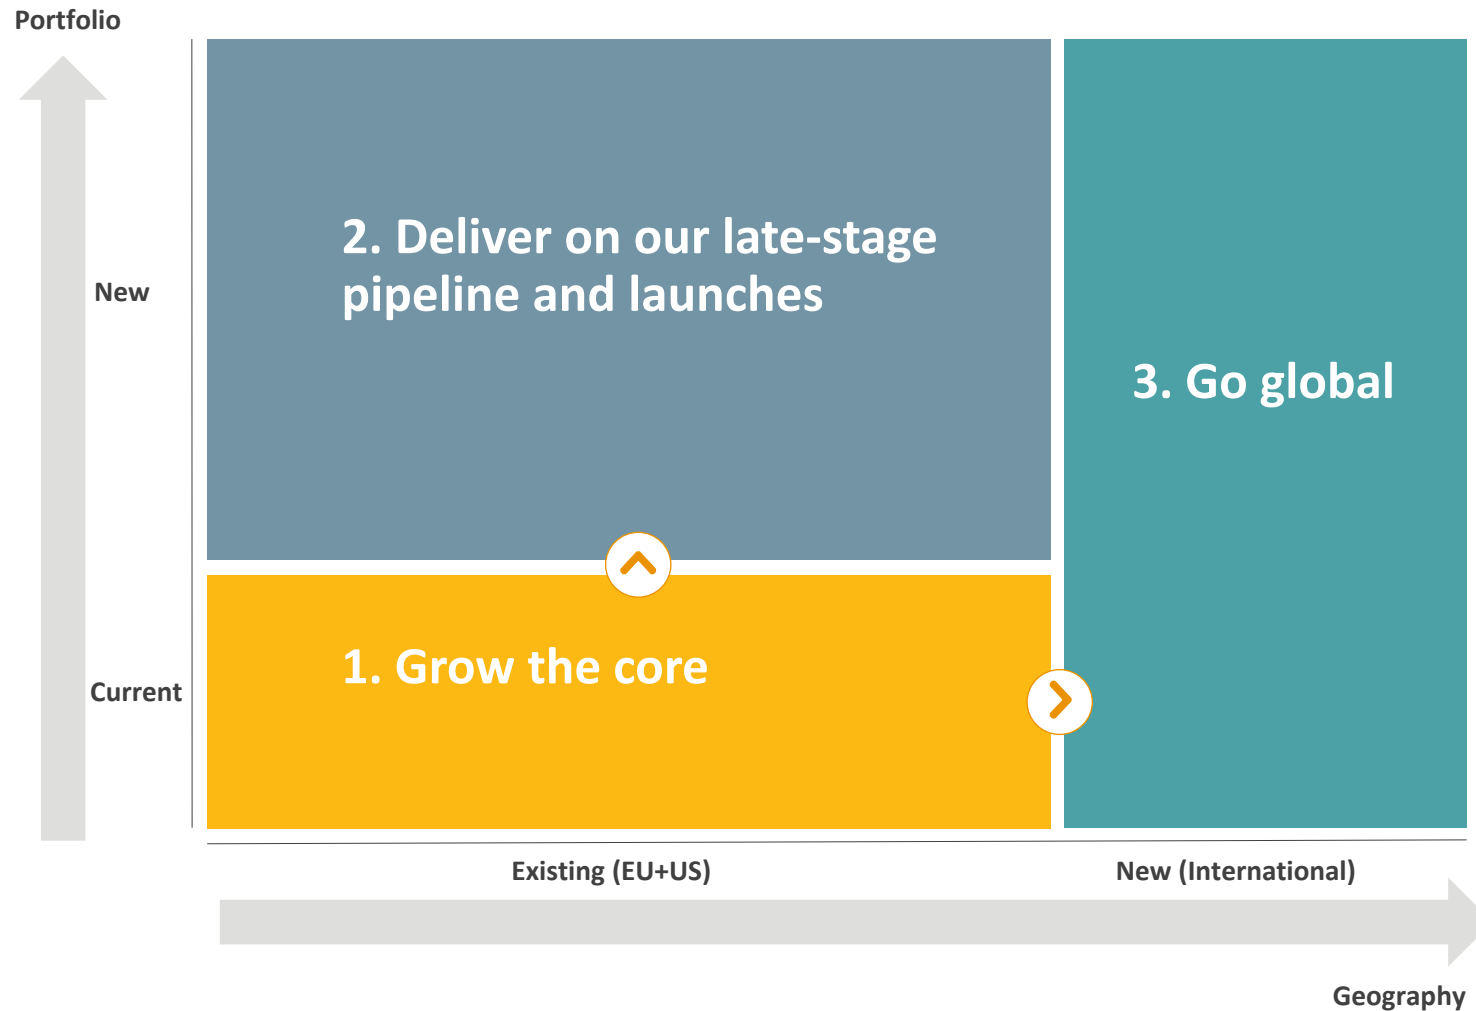 Portfolio
2. Deliver on our late-stage
pipeline and launches
New
3. Go global
1. Grow the core
Current
Existing (EU+US)
New (International)
Geography